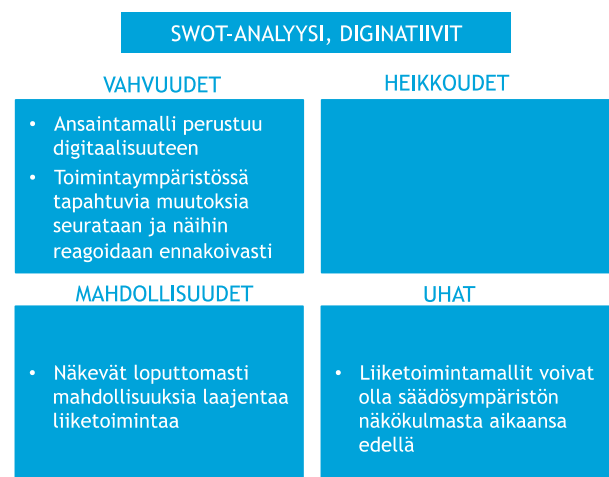 SWOT-ANALYYSI, DIGINATIIVIT
VAHVUUDET
• Ansaintamalli perustuu
digitaalisuuteen
• Toimintaympäristössä
tapahtuvia muutoksia
seurataan ja näihin
reagoidaan ennakoivasti
HEIKKOUDET
MAHDOLLISUUDET
• Näkevät loputtomasti
mahdollisuuksia laajentaa
liiketoimintaa
UHAT
• Liiketoimintamallit voivat
olla säädösympäristön
näkökulmasta aikaansa
edellä